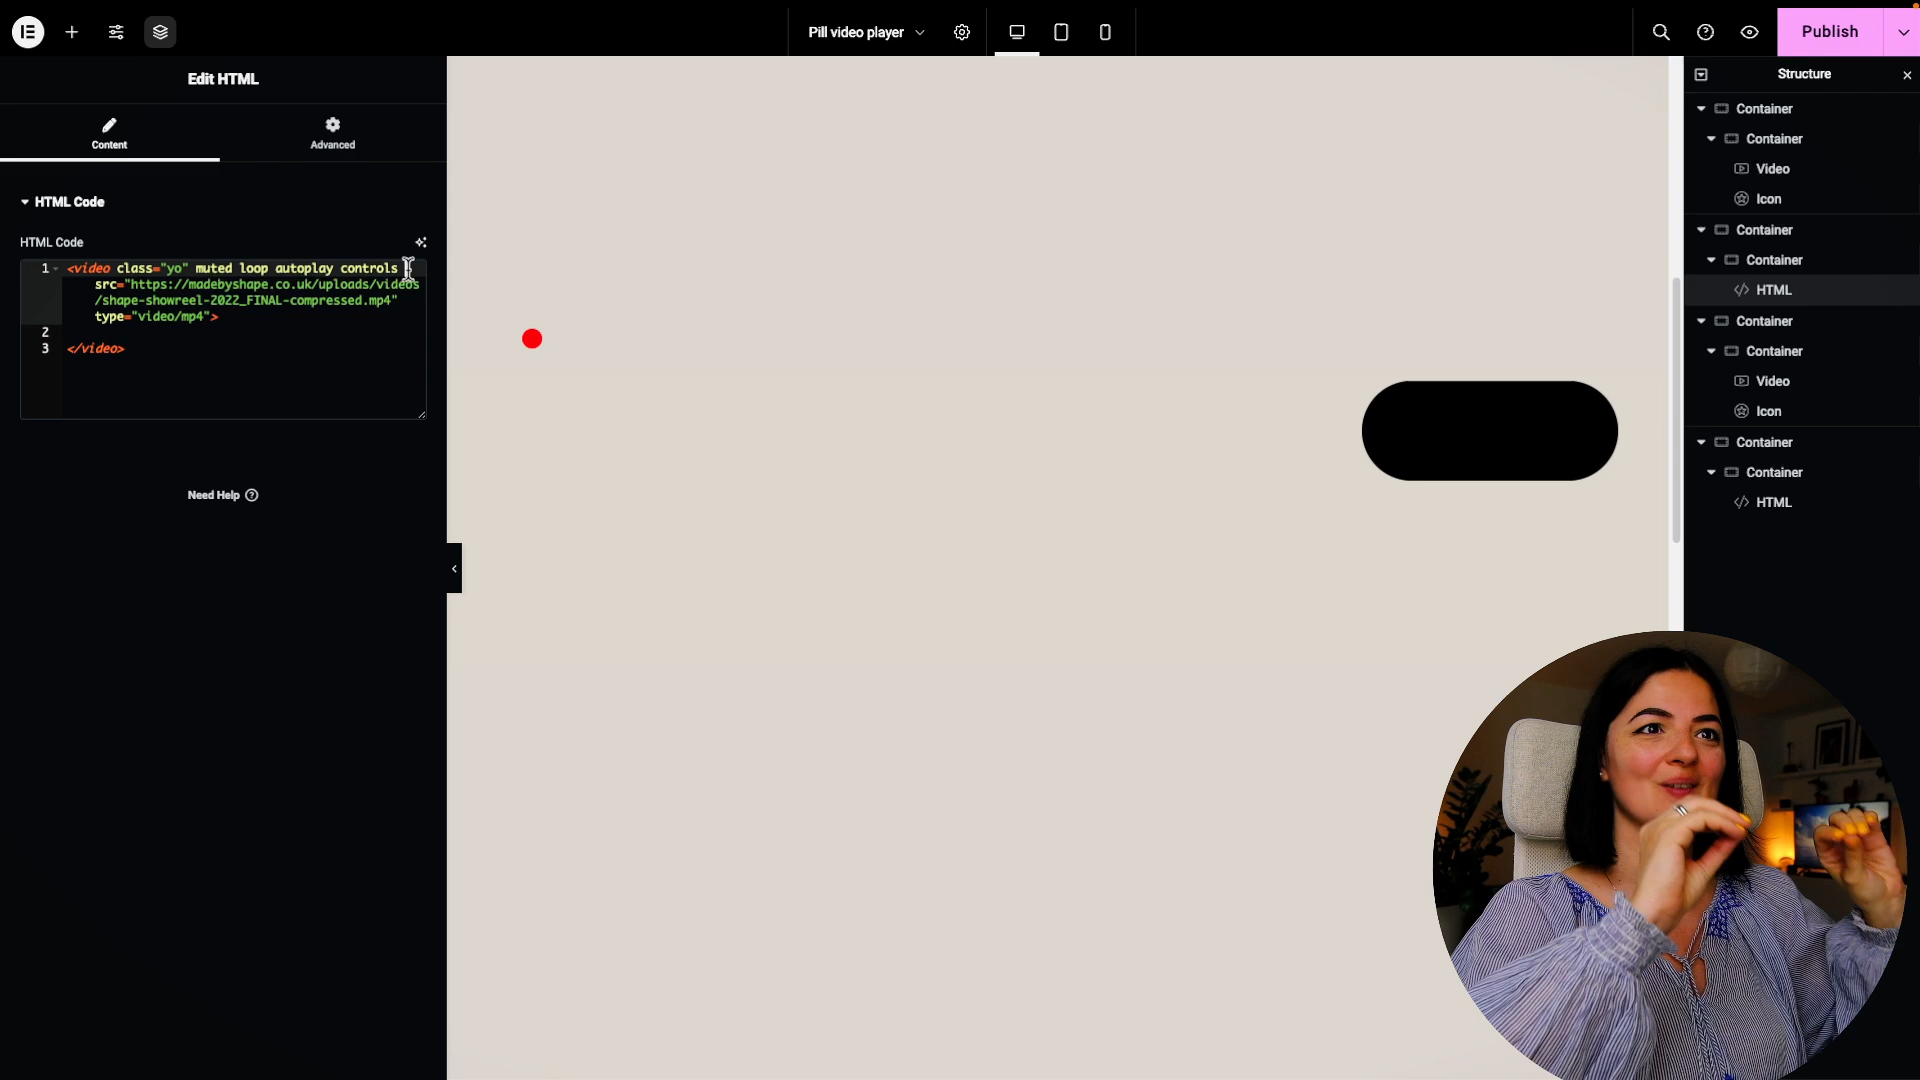 Pill video player
Publish
Edit HTML
Structure
Content
Advanced
HTML Code
HTML Code
1 <video class="yo" muted loop autoplay controls
src="https://madebyshape.co.uk/uploads/videos
/shape-showreel-2022_FINAL-compressed.mp4"
type="video/mp4">
2
3 </video>
Need Help
Container
Container
Video
Icon
Container
Container
HTML
Container
Container
Video
Icon
Container
Container
HTML